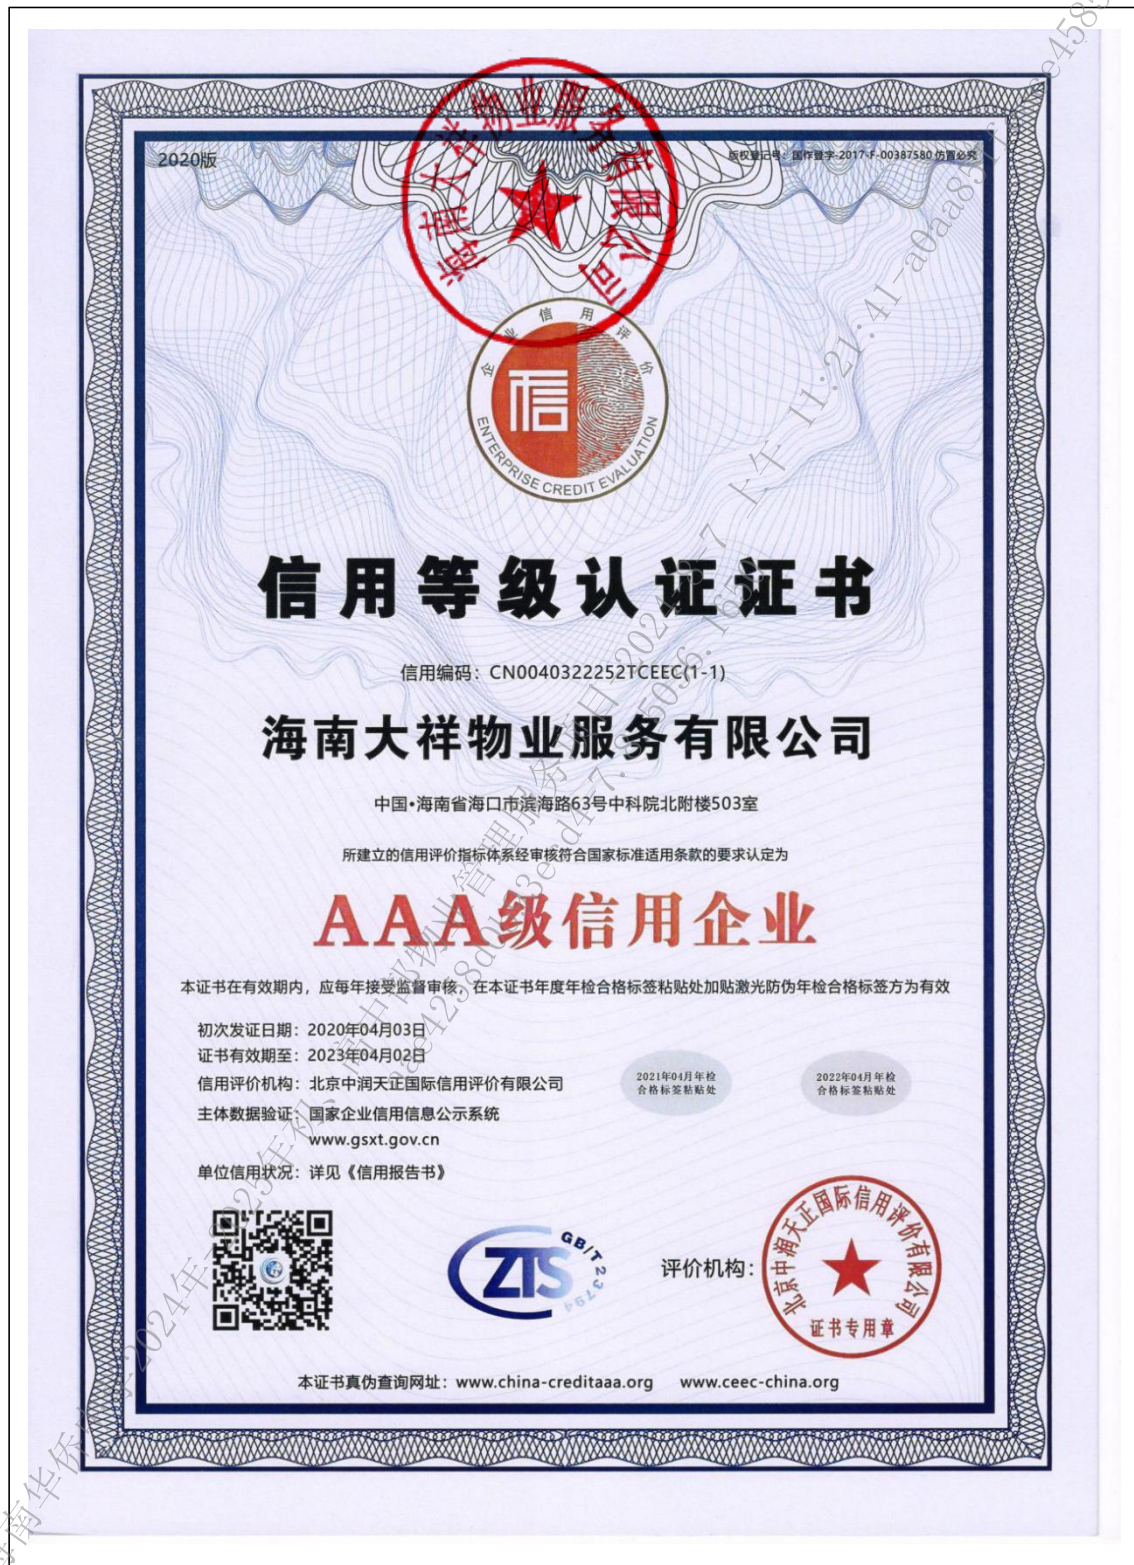 海南大祥物业服务有限公司
2020版
版权登记号：国作登字-2017-F-00387580 仿冒必究
企业信用评价
ENTERPRISE CREDIT EVALUATION
信用等级认证证书
信用编码：CN0040322252TCEEC(1-1)
海南大祥物业服务有限公司
中国•海南省海口市滨海路63号中科院北附楼503室
所建立的信用评价指标体系经审核符合国家标准适用条款的要求认定为
AAA级信用企业
本证书在有效期内，应每年接受监督审核，在本证书年度年检合格标签粘贴处加贴激光防伪年检合格标签方为有效
初次发证日期：2020年04月03日
证书有效期至：2023年04月02日
信用评价机构：北京中润天正国际信用评价有限公司
主体数据验证：国家企业信用信息公示系统
www.gsxt.gov.cn
单位信用状况：详见《信用报告书》
2021年04月年检
合格标签粘贴处
2022年04月年检
合格标签粘贴处
ZTS
GB/T23794
评价机构：
北京中润天正国际信用评价有限公司
证书专用章
本证书真伪查询网址：www.china-creditaaa.org www.ceec-china.org